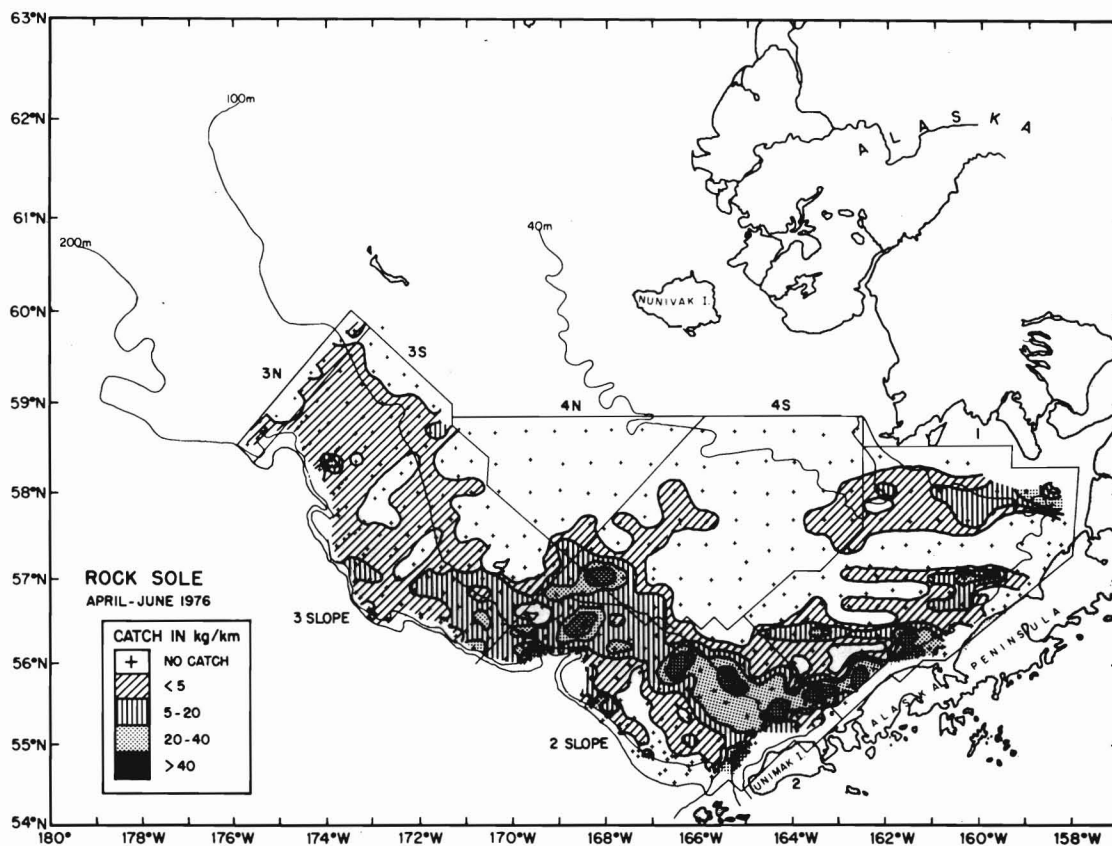 63°N
62°N
61°N
60°N
59°N
58°N
57°N
56°N
55°N
54°N
100m
200m
40m
ALASKA
NUNIVAK I.
3N
3S
4N
4S
1
ROCK SOLE
APRIL-JUNE 1976
CATCH IN kg/km
+ NO CATCH
<5
5-20
20-40
>40
3 SLOPE
2 SLOPE
ALASKA PENINSULA
UNIMAK I.
2
180° 178°W 176°W 174°W 172°W 170°W 168°W 166°W 164°W 162°W 160°W 158°W